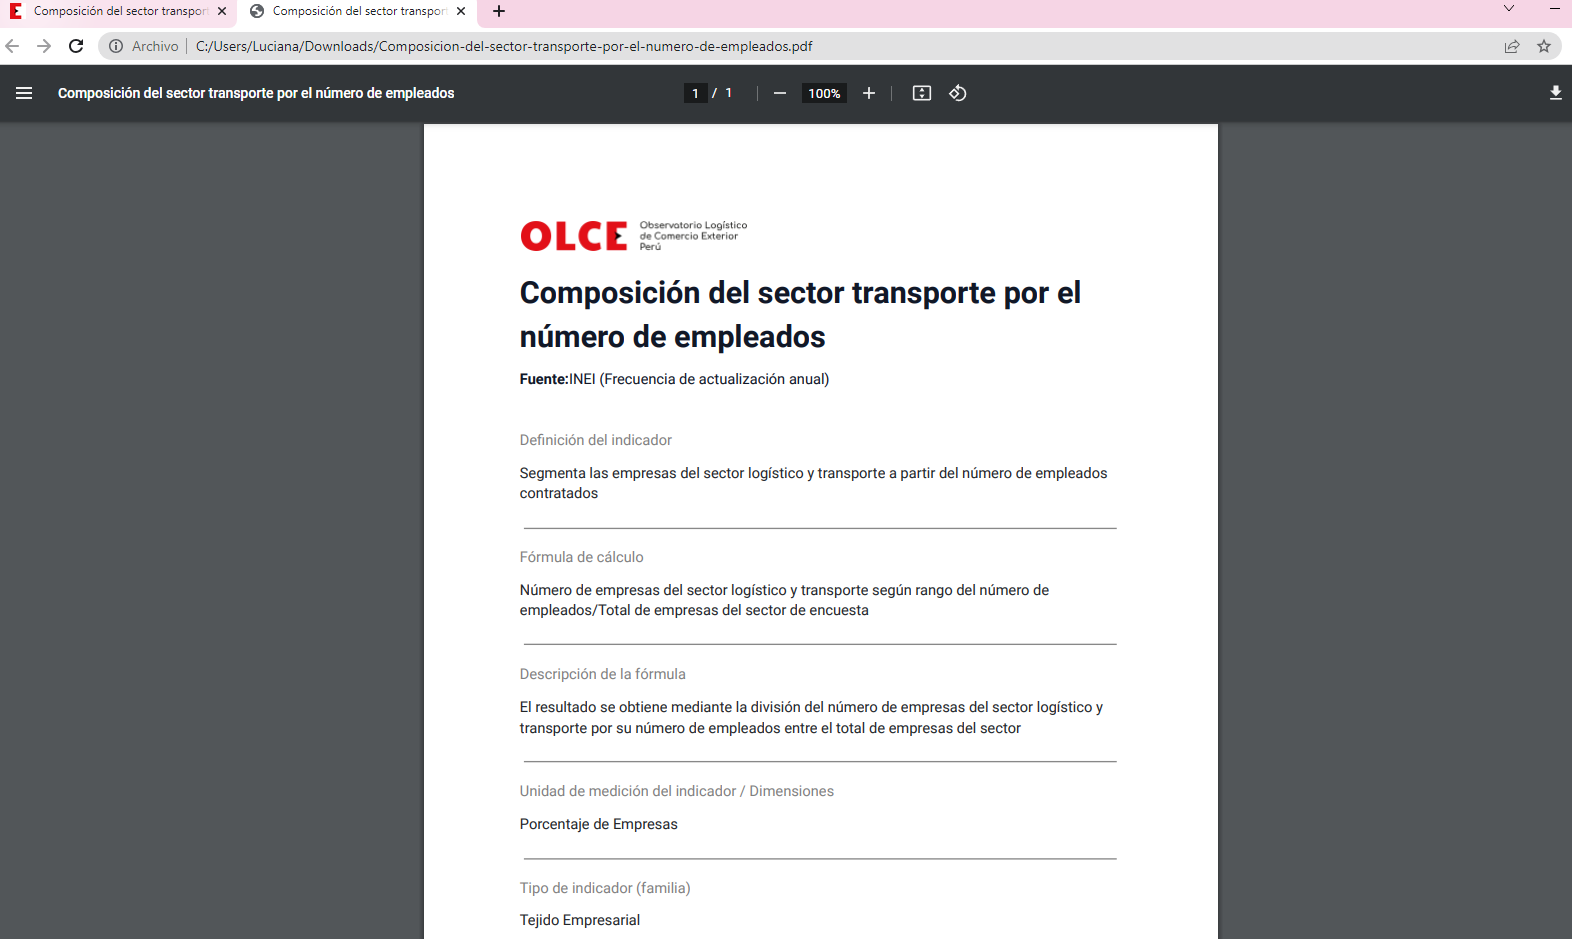 Composición del sector transport
Composición del sector transport
Archivo
C:/Users/Luciana/Downloads/Composicion-del-sector-transporte-por-el-numero-de-empleados.pdf
Composición del sector transporte por el número de empleados
1 / 1
100%
OLCE
Observatorio Logístico
de Comercio Exterior
Perú
Composición del sector transporte por el
número de empleados
Fuente:INEI (Frecuencia de actualización anual)
Definición del indicador
Segmenta las empresas del sector logístico y transporte a partir del número de empleados
contratados
Fórmula de cálculo
Número de empresas del sector logístico y transporte según rango del número de
empleados/Total de empresas del sector de encuesta
Descripción de la fórmula
El resultado se obtiene mediante la división del número de empresas del sector logístico y
transporte por su número de empleados entre el total de empresas del sector
Unidad de medición del indicador / Dimensiones
Porcentaje de Empresas
Tipo de indicador (familia)
Tejido Empresarial